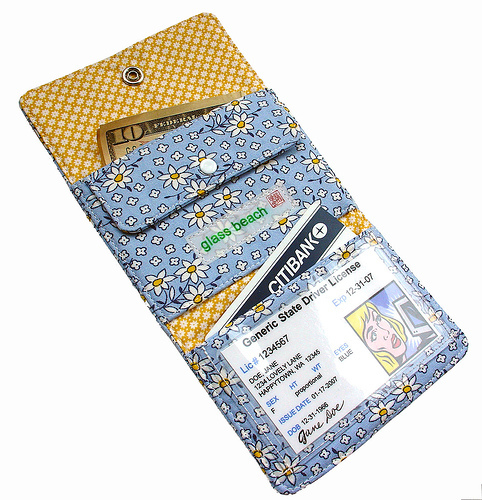 10
FEDERAL
glass beach
CITIBANK
Generic State Driver License
Lic# 1234567
Exp 12-31-07
DOE, JANE
1234 LOVELY LANE
HAPPYTOWN, WA 12345
SEX HT WT EYES
F proportional BLUE
ISSUE DATE 01-17-2007
DOB 12-31-1966
Jane Doe